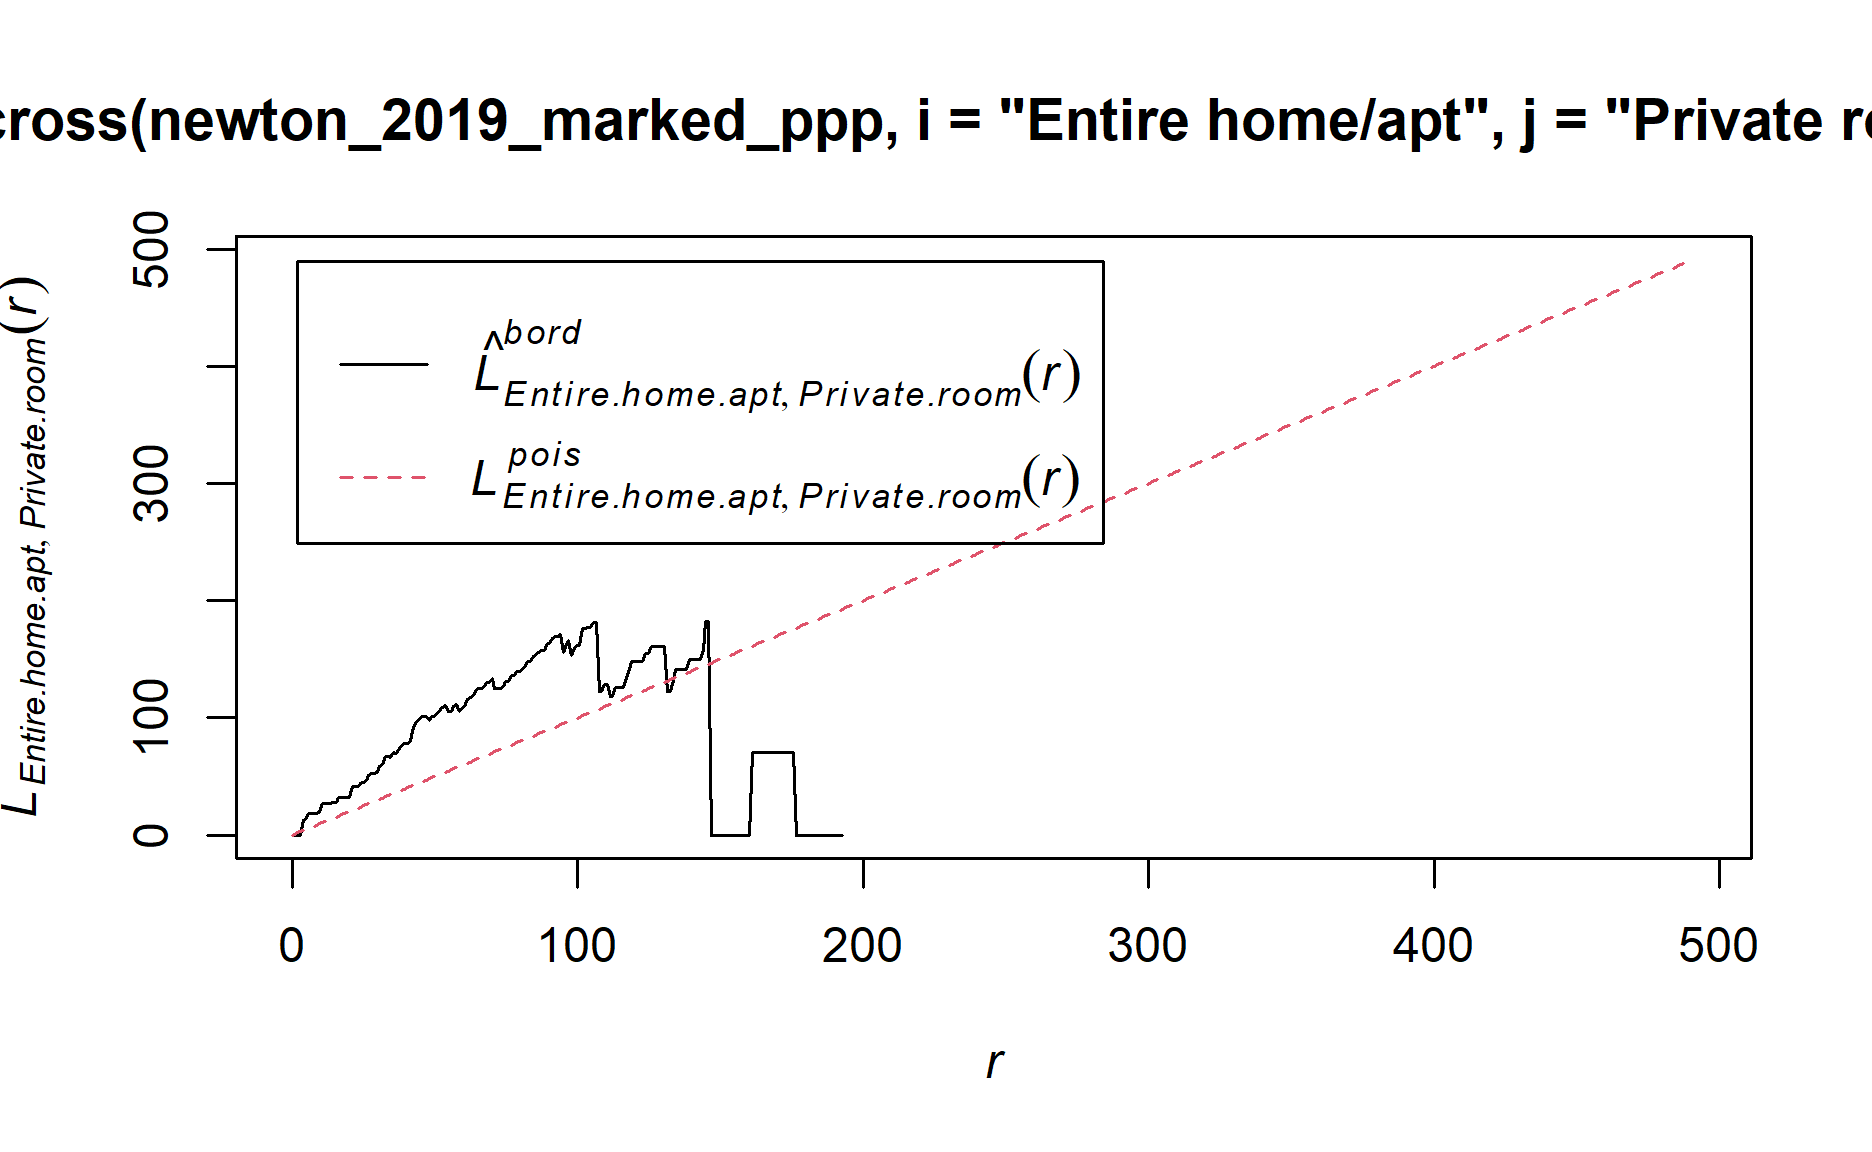 cross(newton_2019_marked_ppp, i = "Entire home/apt", j = "Private
L Entire.home.apt, Private.room (r)
500
300
100
0
L̂ bord Entire.home.apt, Private.room (r)
L pois Entire.home.apt, Private.room (r)
0 100 200 300 400 500
r